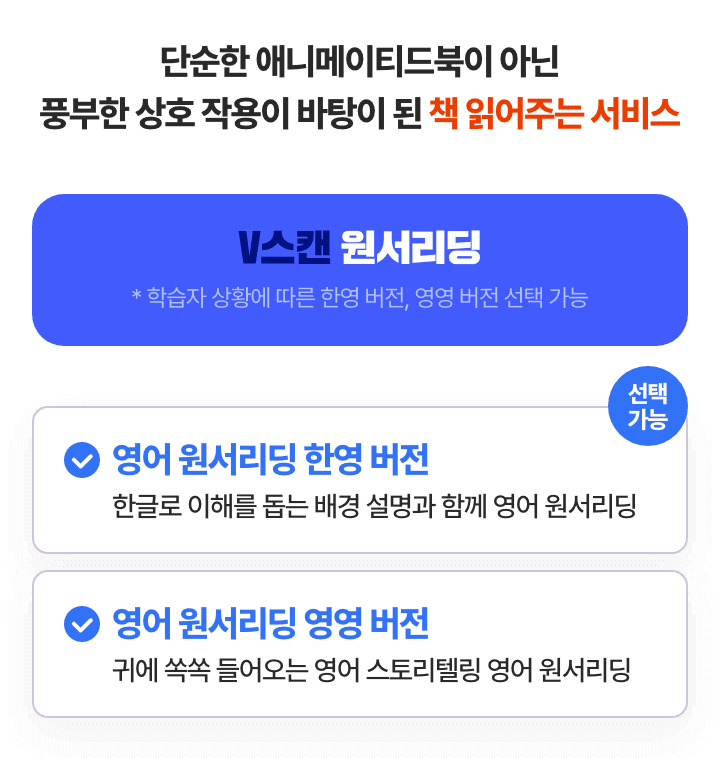 단순한 애니메이티드북이 아닌
풍부한 상호 작용이 바탕이 된 책 읽어주는 서비스
V스캔 원서리딩
* 학습자 상황에 따른 한영 버전, 영영 버전 선택 가능
선택
가능
영어 원서리딩 한영 버전
한글로 이해를 돕는 배경 설명과 함께 영어 원서리딩
영어 원서리딩 영영 버전
귀에 쏙쏙 들어오는 영어 스토리텔링 영어 원서리딩